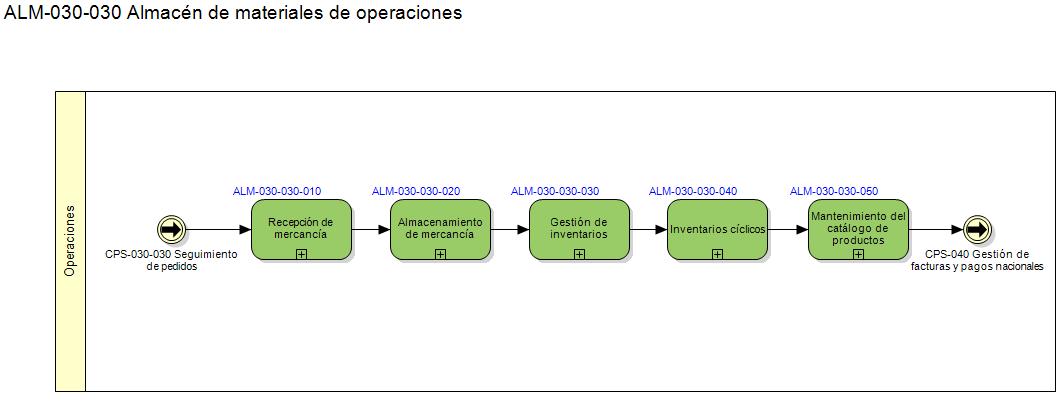 ALM-030-030 Almacén de materiales de operaciones
Operaciones
ALM-030-030-010
ALM-030-030-020
ALM-030-030-030
ALM-030-030-040
ALM-030-030-050
CPS-030-030 Seguimiento
de pedidos
Recepción de
mercancía
Almacenamiento
de mercancía
Gestión de
inventarios
Inventarios cíclicos
Mantenimiento del
catálogo de
productos
CPS-040 Gestión de
facturas y pagos nacionales